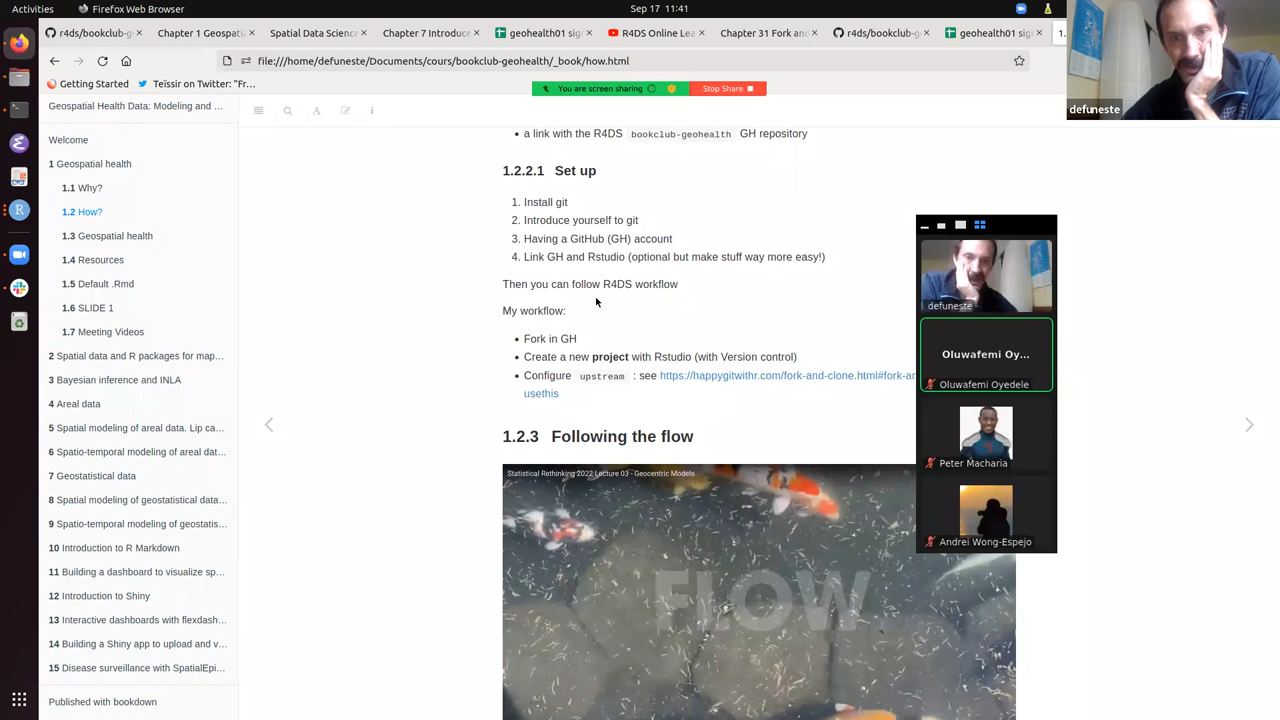 Activities
Firefox Web Browser
Sep 17 11:41
r4ds/bookclub-g
Chapter 1 Geospati
Spatial Data Science
Chapter 7 Introduce
geohealth01 sig
R4DS Online Lea
Chapter 31 Fork an
r4ds/bookclub-g
geohealth01 sig
1.
file:///home/defuneste/Documents/cours/bookclub-geohealth/_book/how.html
Getting Started
Teïssir on Twitter: "Fr…
You are screen sharing
Stop Share
defuneste
Geospatial Health Data: Modeling and …
Welcome
1 Geospatial health
1.1 Why?
1.2 How?
1.3 Geospatial health
1.4 Resources
1.5 Default .Rmd
1.6 SLIDE 1
1.7 Meeting Videos
2 Spatial data and R packages for map…
3 Bayesian inference and INLA
4 Areal data
5 Spatial modeling of areal data. Lip ca…
6 Spatio-temporal modeling of areal dat…
7 Geostatistical data
8 Spatial modeling of geostatistical data…
9 Spatio-temporal modeling of geostatis…
10 Introduction to R Markdown
11 Building a dashboard to visualize sp…
12 Introduction to Shiny
13 Interactive dashboards with flexdash…
14 Building a Shiny app to upload and v…
15 Disease surveillance with SpatialEpi…
Published with bookdown
• a link with the R4DS bookclub-geohealth GH repository
1.2.2.1 Set up
1. Install git
2. Introduce yourself to git
3. Having a GitHub (GH) account
4. Link GH and Rstudio (optional but make stuff way more easy!)
Then you can follow R4DS workflow
My workflow:
• Fork in GH
• Create a new project with Rstudio (with Version control)
• Configure upstream : see https://happygitwithr.com/fork-and-clone.html#fork-ar
usethis
1.2.3 Following the flow
Statistical Rethinking 2022 Lecture 03 - Geocentric Models
FLOW
defuneste
Oluwafemi Oy...
Oluwafemi Oyedele
Peter Macharia
Andrei Wong-Espejo